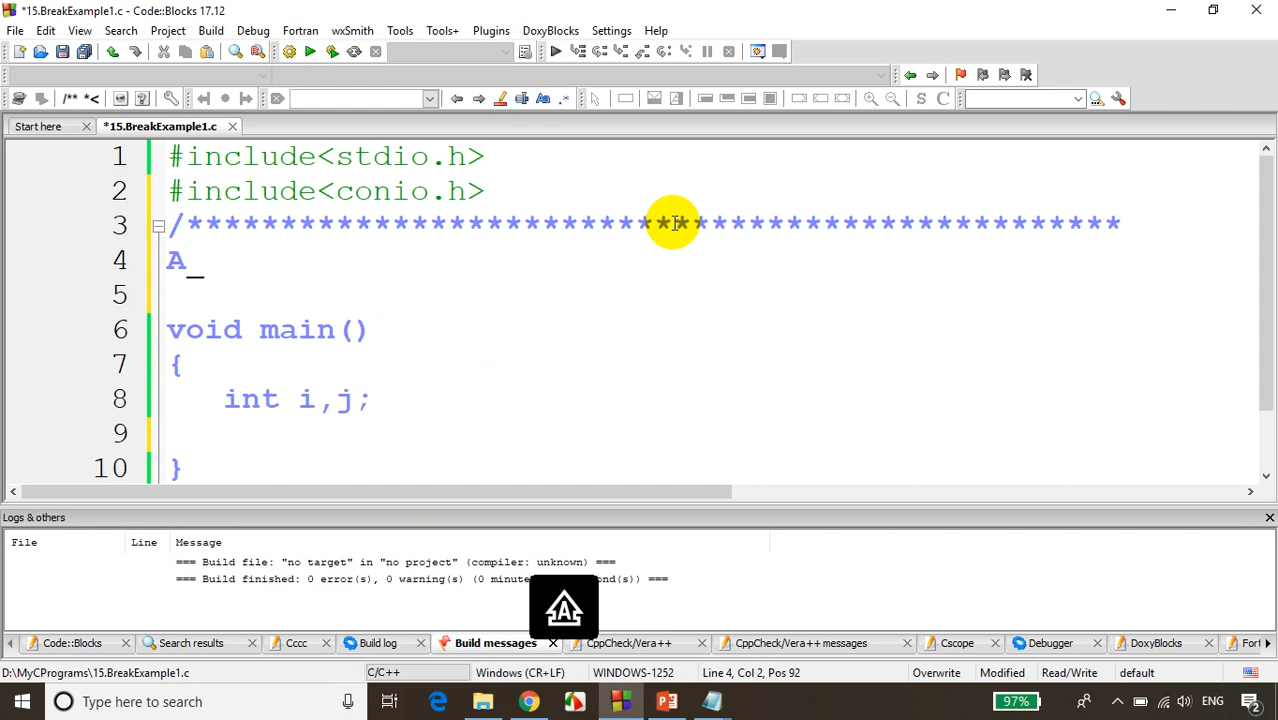 *15.BreakExample1.c - Code::Blocks 17.12
File Edit View Search Project Build Debug Fortran wxSmith Tools Tools+ Plugins DoxyBlocks Settings Help
/** *<
S C
Start here *15.BreakExample1.c
1 #include<stdio.h>
2 #include<conio.h>
3 /**************************************************
4 A_
5
6 void main()
7 {
8 int i,j;
9
10 }
Logs & others
File Line Message
=== Build file: "no target" in "no project" (compiler: unknown) ===
=== Build finished: 0 error(s), 0 warning(s) (0 minute ond(s)) ===
A
Code::Blocks Search results Cccc Build log Build messages CppCheck/Vera++ CppCheck/Vera++ messages Cscope Debugger DoxyBlocks Fort
D:\MyCPrograms\15.BreakExample1.c C/C++ Windows (CR+LF) WINDOWS-1252 Line 4, Col 2, Pos 92 Overwrite Modified Read/Write default
Type here to search 97% ENG 2